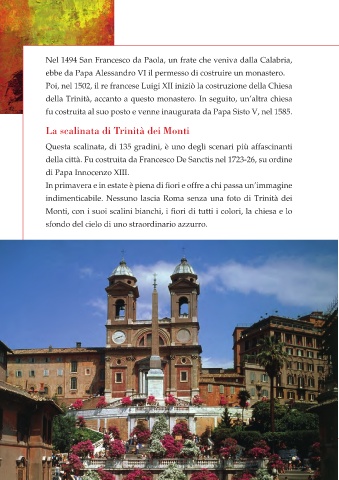 Nel 1494 San Francesco da Paola, un frate che veniva dalla Calabria,
ebbe da Papa Alessandro VI il permesso di costruire un monastero.
Poi, nel 1502, il re francese Luigi XII iniziò la costruzione della Chiesa
della Trinità, accanto a questo monastero. In seguito, un'altra chiesa
fu costruita al suo posto e venne inaugurata da Papa Sisto V, nel 1585.
La scalinata di Trinità dei Monti
Questa scalinata, di 135 gradini, è uno degli scenari più affascinanti
della città. Fu costruita da Francesco De Sanctis nel 1723-26, su ordine
di Papa Innocenzo XIII.
In primavera e in estate è piena di fiori e offre a chi passa un'immagine
indimenticabile. Nessuno lascia Roma senza una foto di Trinità dei
Monti, con i suoi scalini bianchi, i fiori di tutti i colori, la chiesa e lo
sfondo del cielo di uno straordinario azzurro.